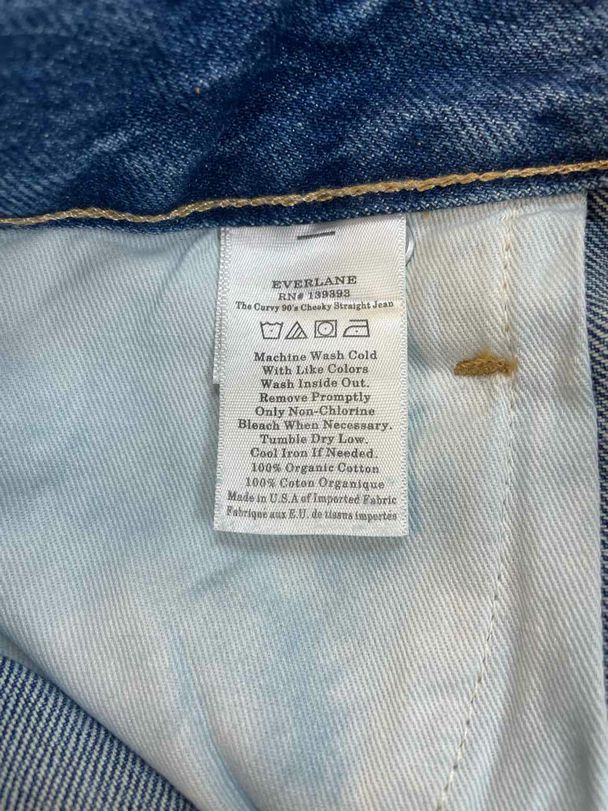 EVERLANE
RN# 139393
The Curvy 90's Cheeky Straight Jean
Machine Wash Cold
With Like Colors
Wash Inside Out.
Remove Promptly
Only Non-Chlorine
Bleach When Necessary.
Tumble Dry Low.
Cool Iron If Needed.
100% Organic Cotton
100% Coton Organique
Made in U.S.A of Imported Fabric
Fabriqué aux E.U. de tissus importés